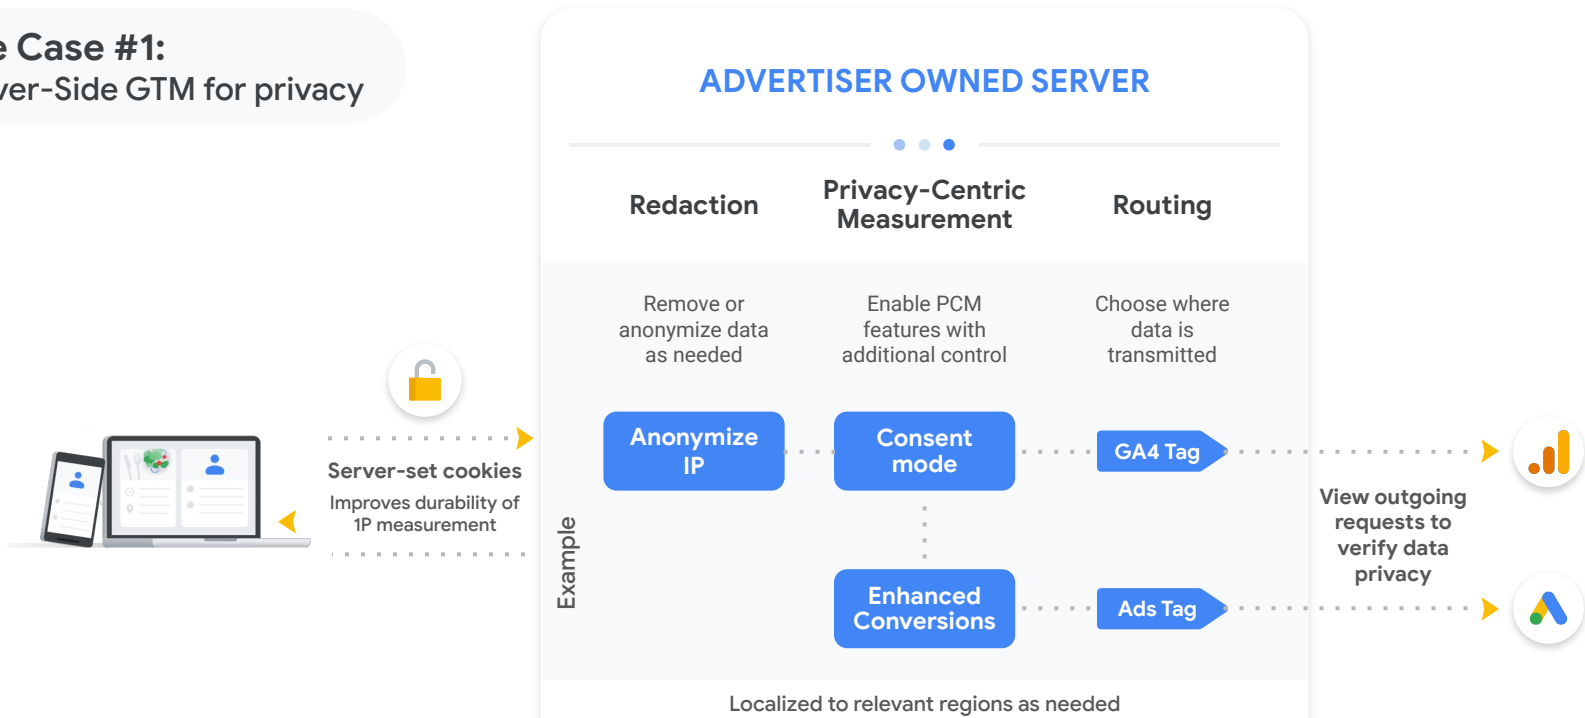 Case #1:
er-Side GTM for privacy
ADVERTISER OWNED SERVER
Redaction
Privacy-Centric
Measurement
Routing
Remove or
anonymize data
as needed
Enable PCM
features with
additional control
Choose where
data is
transmitted
Server-set cookies
Improves durability of
1P measurement
Example
Anonymize
IP
Consent
mode
GA4 Tag
Enhanced
Conversions
Ads Tag
View outgoing
requests to
verify data
privacy
Localized to relevant regions as needed